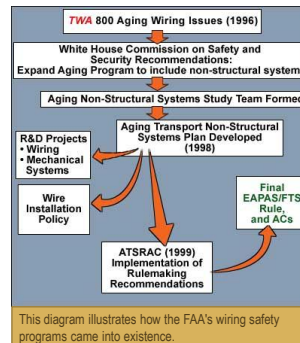 TWA 800 Aging Wiring Issues (1996)
White House Commission on Safety and
Security Recommendations:
Expand Aging Program to include non-structural system
Aging Non-Structural Systems Study Team Formed
Aging Transport Non-Structural
Systems Plan Developed
(1998)
R&D Projects
• Wiring
• Mechanical
Systems
Wire
Installation
Policy
ATSRAC (1999)
Implementation of
Rulemaking
Recommendations
Final
EAPAS/FTS
Rule,
and ACs
This diagram illustrates how the FAA's wiring safety
programs came into existence.